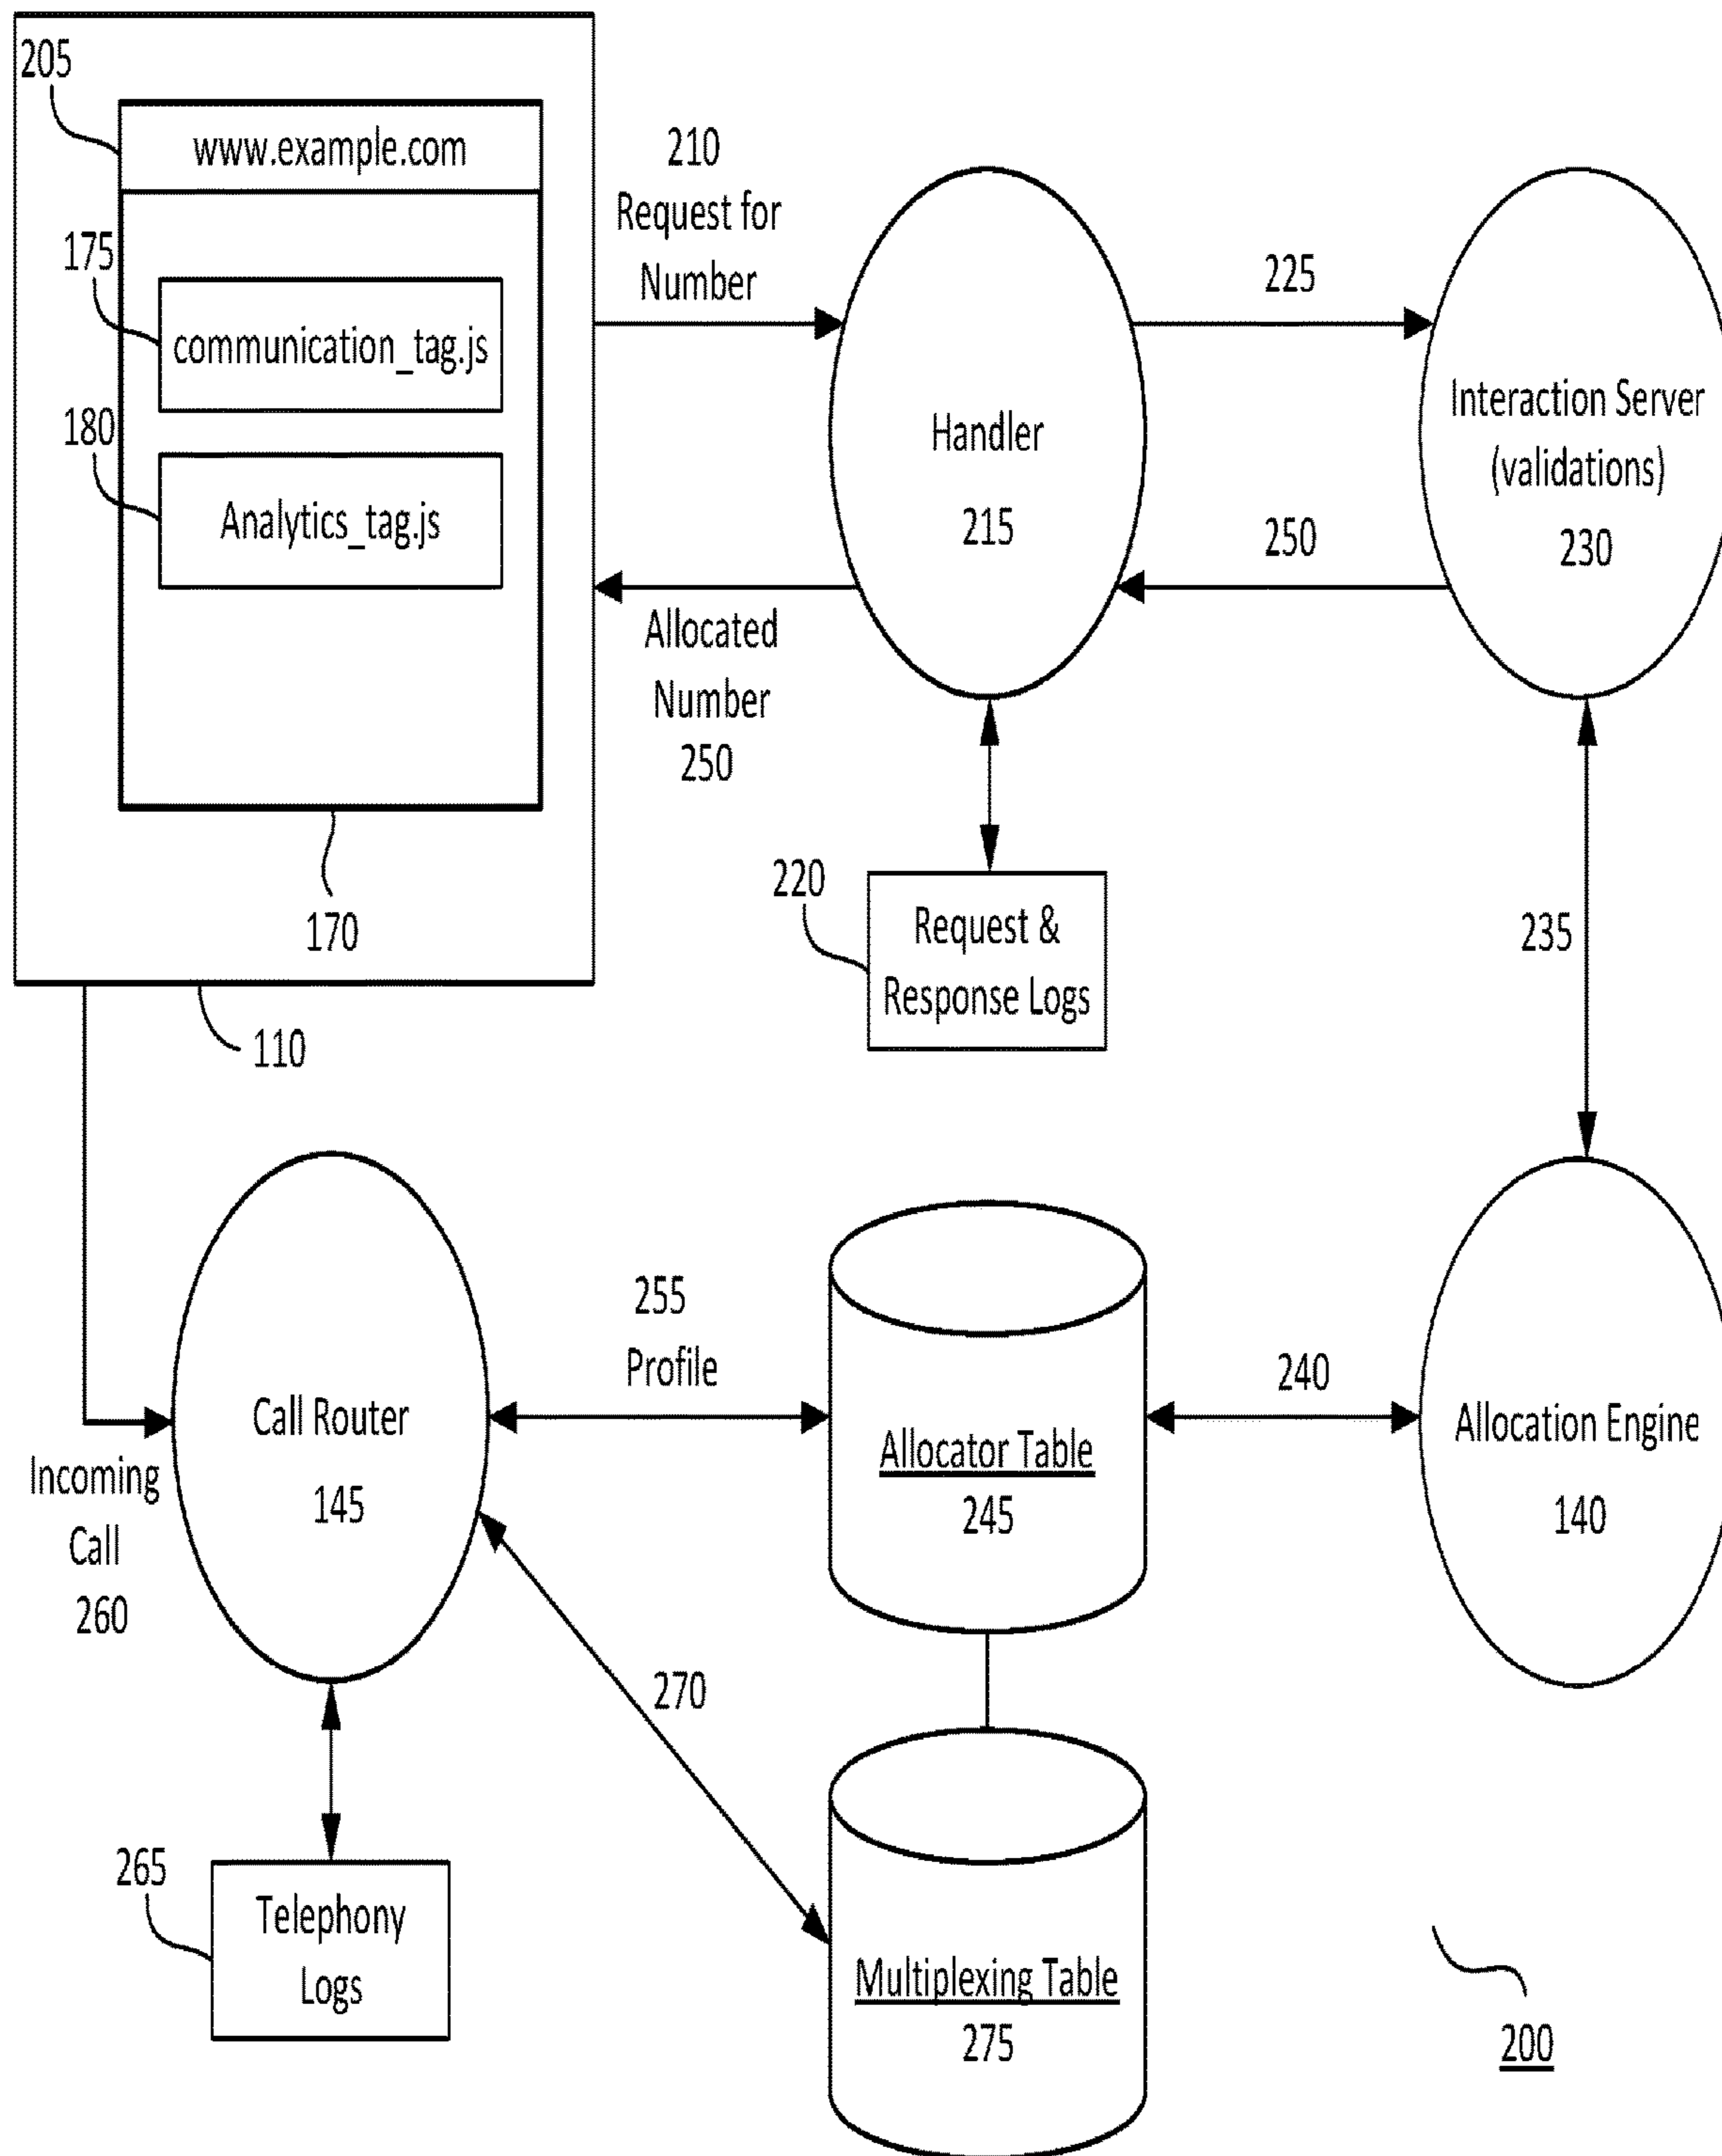 205
www.example.com
175
communication_tag.js
180
Analytics_tag.js
170
110
210
Request for
Number
Handler
215
225
Interaction Server
(validations)
230
250
Allocated
Number
250
220
Request &
Response Logs
235
Call Router
145
Incoming
Call
260
255
Profile
Allocator Table
245
240
Allocation Engine
140
270
265
Telephony
Logs
Multiplexing Table
275
200